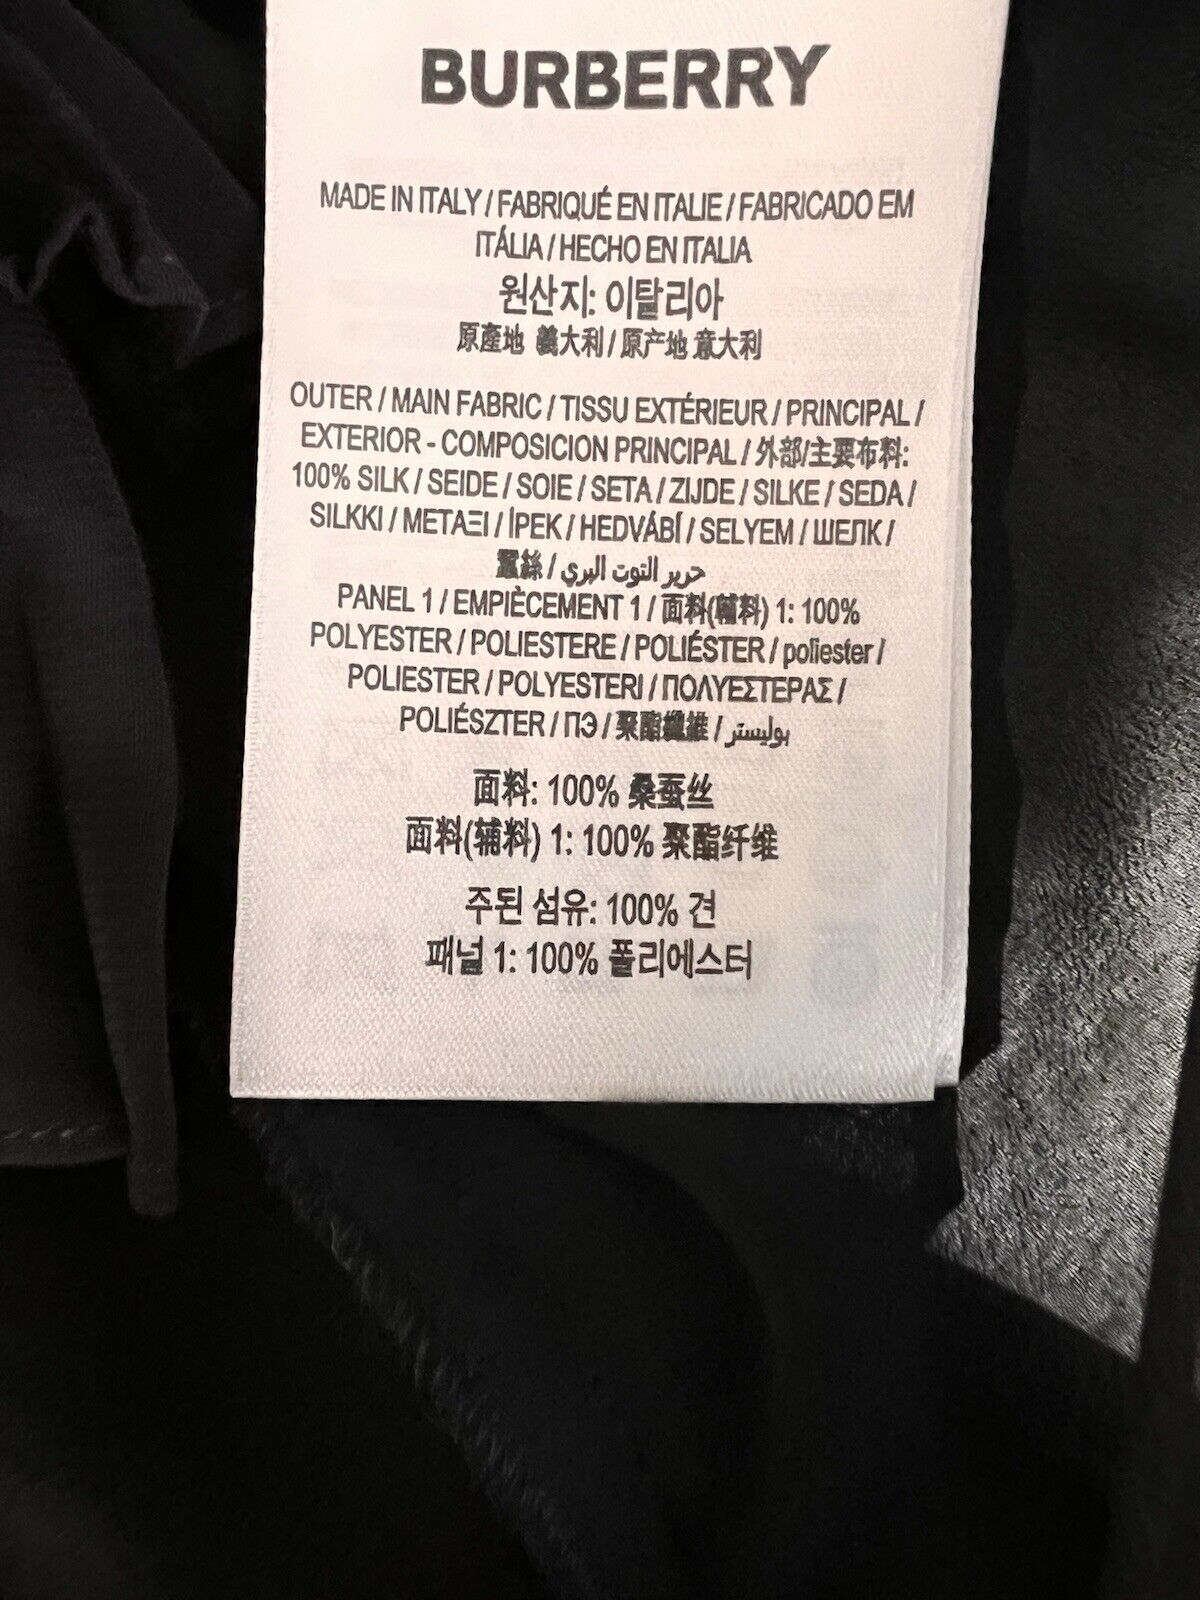 BURBERRY
MADE IN ITALY / FABRIQUÉ EN ITALIE / FABRICADO EM
ITÁLIA / HECHO EN ITALIA
원산지: 이탈리아
原產地 義大利 / 原产地 意大利
OUTER / MAIN FABRIC / TISSU EXTÉRIEUR / PRINCIPAL /
EXTERIOR - COMPOSICION PRINCIPAL / 外部/主要布料:
100% SILK / SEIDE / SOIE / SETA / ZIJDE / SILKE / SEDA /
SILKKI / ΜΕΤΑΞΙ / İPEK / HEDVÁBÍ / SELYEM / ШЕЛК /
蠶絲 / حرير التوت البري
PANEL 1 / EMPIÈCEMENT 1 / 面料(輔料) 1: 100%
POLYESTER / POLIESTERE / POLIÉSTER / poliester /
POLIESTER / POLYESTERI / ΠΟΛΥΕΣΤΕΡΑΣ /
POLIÉSZTER / ПЭ / 聚酯纖維 / بوليستر
面料: 100% 桑蚕丝
面料(辅料) 1: 100% 聚酯纤维
주된 섬유: 100% 견
패널 1: 100% 폴리에스터